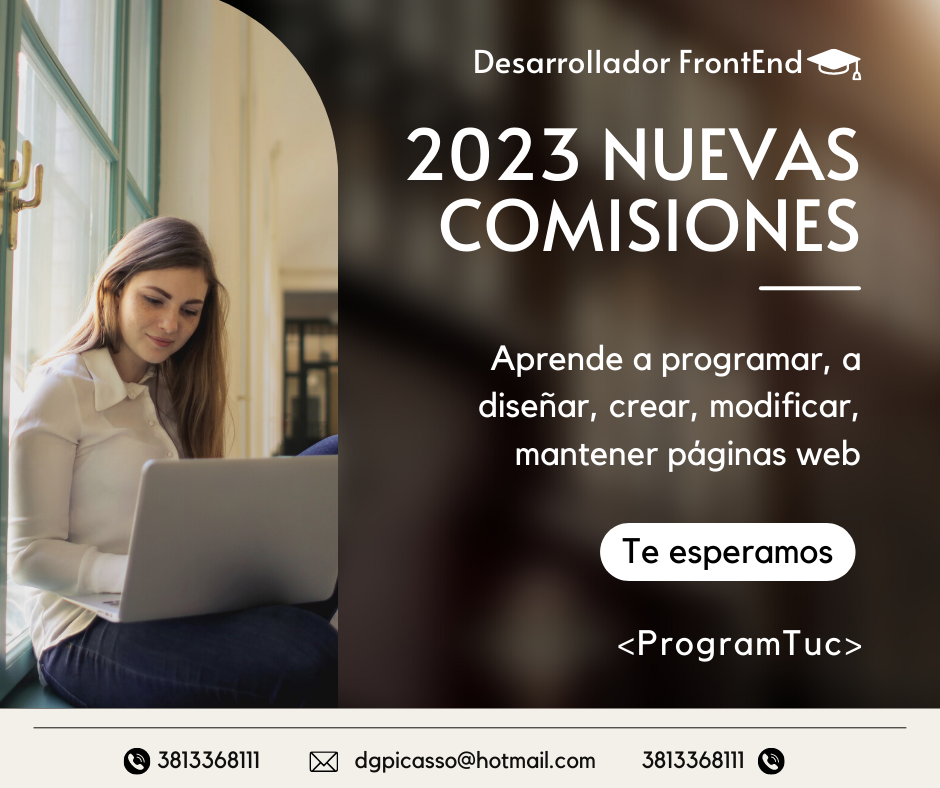 Desarrollador FrontEnd
2023 NUEVAS
COMISIONES
Aprende a programar, a
diseñar, crear, modificar,
mantener páginas web
Te esperamos
<ProgramTuc>
3813368111 dgpicasso@hotmail.com 3813368111